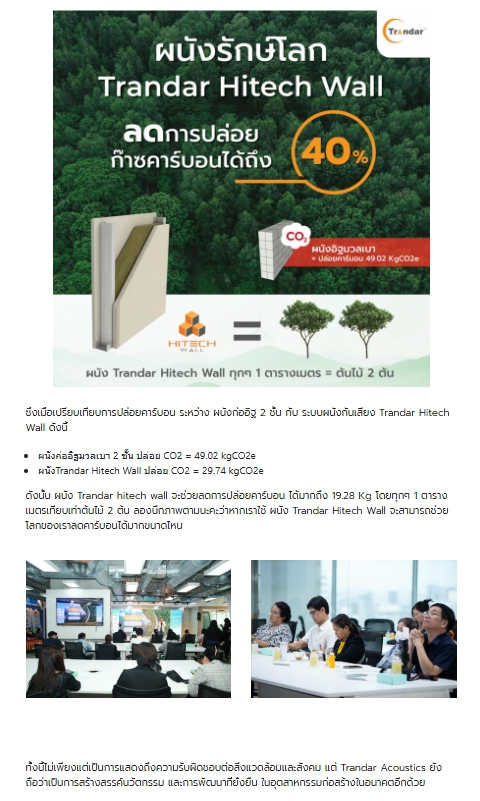 Trandar
ผนังรักษ์โลก
Trandar Hitech Wall
ลดการปล่อย
ก๊าซคาร์บอนได้ถึง
40%
CO2
ผนังอิฐมวลเบา
= ปล่อยคาร์บอน 49.02 KgCO2e
HITECH
WALL
=
ผนัง Trandar Hitech Wall ทุกๆ 1 ตารางเมตร = ต้นไม้ 2 ต้น
ซึ่งเมื่อเปรียบเทียบการปล่อยคาร์บอน ระหว่าง ผนังก่ออิฐ 2 ชั้น กับ ระบบผนังกันเสียง Trandar Hitech
Wall ดังนี้
• ผนังก่ออิฐมวลเบา 2 ชั้น ปล่อย CO2 = 49.02 kgCO2e
• ผนังTrandar Hitech Wall ปล่อย CO2 = 29.74 kgCO2e
ดังนั้น ผนัง Trandar hitech wall จะช่วยลดการปล่อยคาร์บอน ได้มากถึง 19.28 Kg โดยทุกๆ 1 ตาราง
เมตรเทียบเท่าต้นไม้ 2 ต้น ลองนึกภาพตามนะคะว่าหากเราใช้ ผนัง Trandar Hitech Wall จะสามารถช่วย
โลกของเราลดคาร์บอนได้มากขนาดไหน
ทั้งนี้ไม่เพียงแต่เป็นการแสดงถึงความรับผิดชอบต่อสิ่งแวดล้อมและสังคม แต่ Trandar Acoustics ยัง
ถือว่าเป็นการสร้างสรรค์นวัตกรรม และการพัฒนาที่ยั่งยืน ในอุตสาหกรรมก่อสร้างในอนาคตอีกด้วย